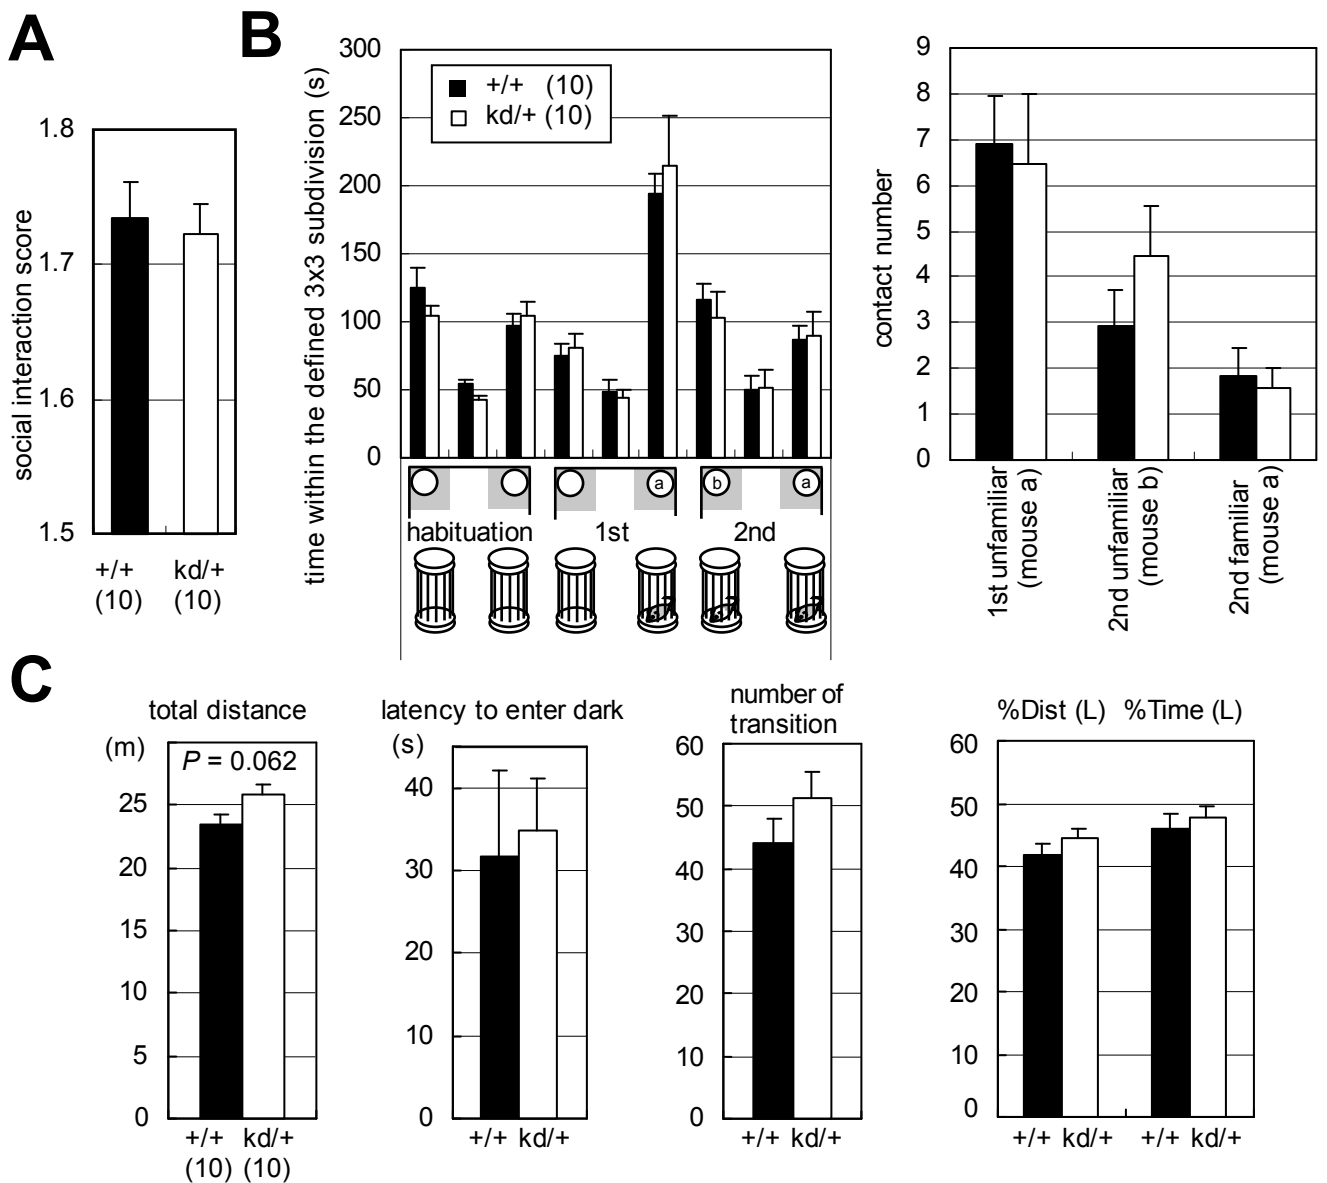 A
social interaction score
1.8
1.7
1.6
1.5
+/+ kd/+
(10) (10)
B
time within the defined 3x3 subdivision (s)
300
250
200
150
100
50
0
+/+ (10)
kd/+ (10)
a b a
habituation 1st 2nd
contact number
9
8
7
6
5
4
3
2
1
0
1st unfamiliar
(mouse a)
2nd unfamiliar
(mouse b)
2nd familiar
(mouse a)
C
total distance
(m)
P = 0.062
25
20
15
10
5
0
+/+ kd/+
(10) (10)
latency to enter dark
(s)
40
30
20
10
0
+/+ kd/+
number of
transition
60
50
40
30
20
10
0
+/+ kd/+
%Dist (L) %Time (L)
60
50
40
30
20
10
0
+/+ kd/+ +/+ kd/+